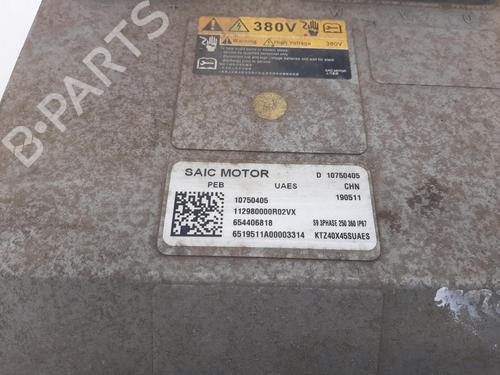 380V
Warning High Voltage 380V
SAIC MOTOR D 10750405
PEB UAES CHN
10750405 190511
112980000R02VX
654406818 S9 3PHASE 250 360 IP67
6519511A00003314 KTZ40X45SUAES
B-PARTS